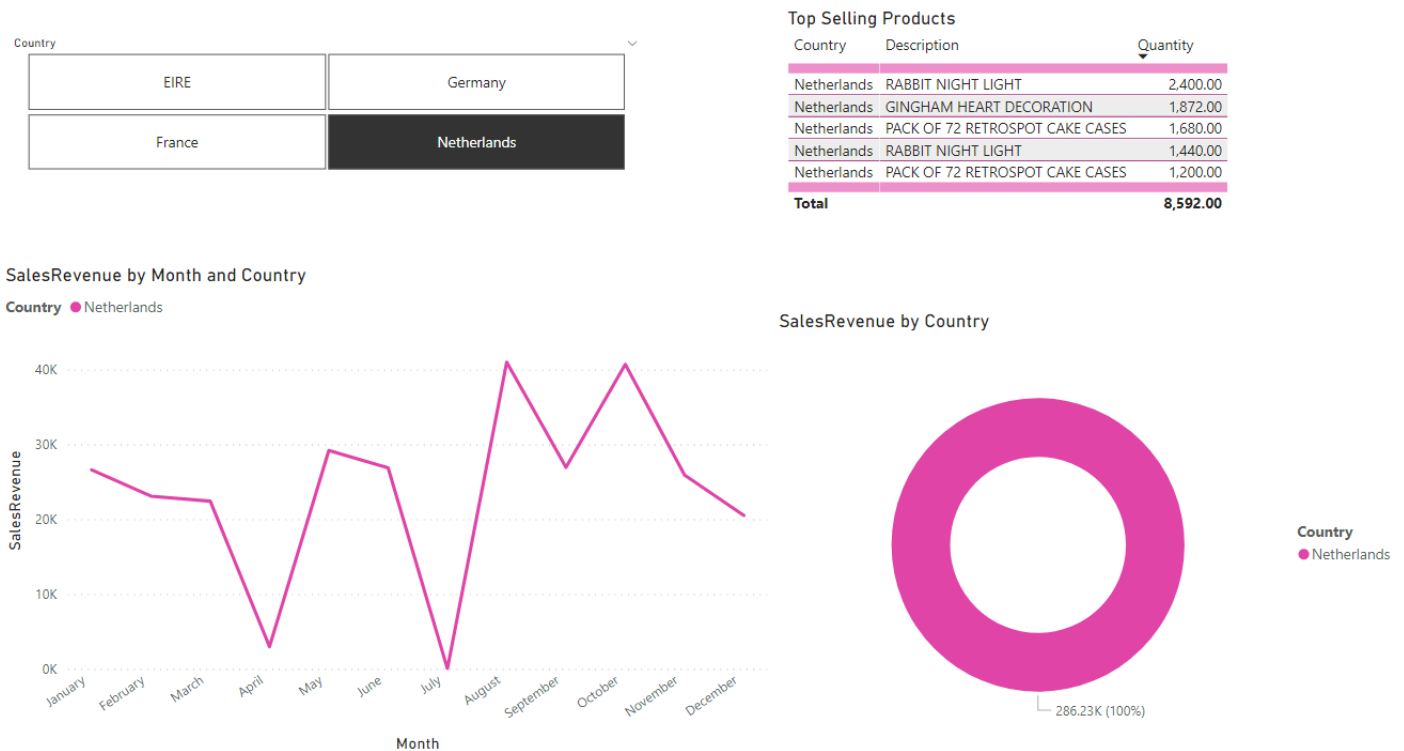 Country
EIRE
Germany
France
Netherlands
Top Selling Products
Country Description Quantity
Netherlands RABBIT NIGHT LIGHT 2,400.00
Netherlands GINGHAM HEART DECORATION 1,872.00
Netherlands PACK OF 72 RETROSPOT CAKE CASES 1,680.00
Netherlands RABBIT NIGHT LIGHT 1,440.00
Netherlands PACK OF 72 RETROSPOT CAKE CASES 1,200.00
Total 8,592.00
SalesRevenue by Month and Country
Country Netherlands
SalesRevenue
40K
30K
20K
10K
0K
January
February
March
April
May
June
July
August
September
October
November
December
Month
SalesRevenue by Country
286.23K (100%)
Country
Netherlands